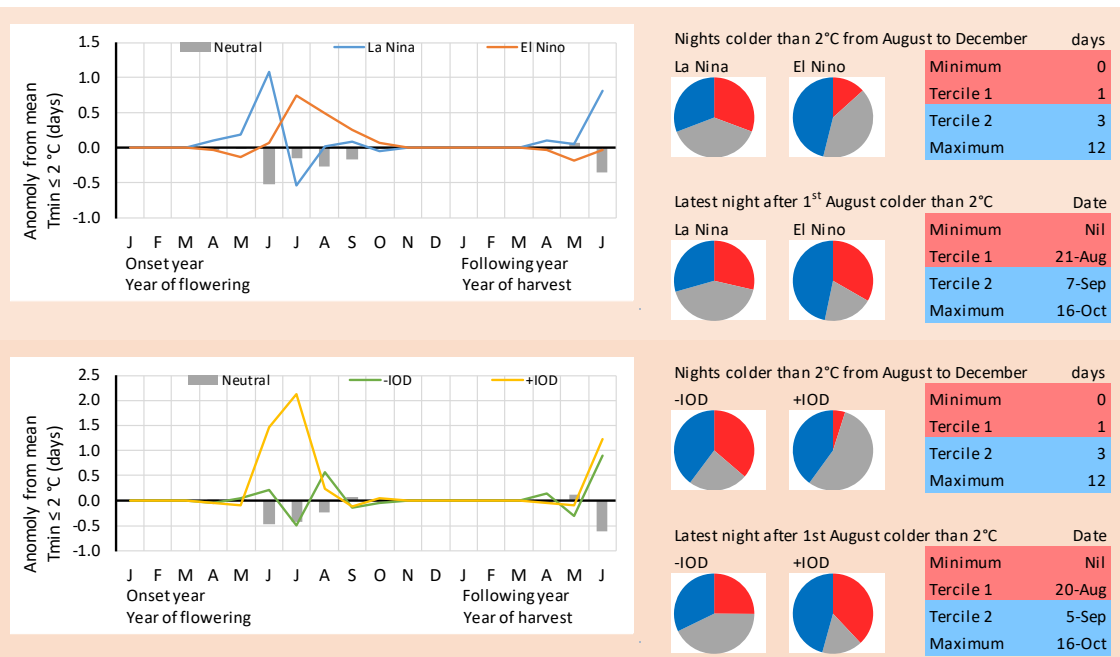 Neutral La Nina El Nino
1.5
1.0
0.5
0.0
-0.5
-1.0
Anomoly from mean
Tmin ≤ 2 °C (days)
J F M A M J J A S O N D J F M A M J
Onset year Following year
Year of flowering Year of harvest
Nights colder than 2°C from August to December days
La Nina El Nino
Minimum 0
Tercile 1 1
Tercile 2 3
Maximum 12
Latest night after 1st August colder than 2°C Date
La Nina El Nino
Minimum Nil
Tercile 1 21-Aug
Tercile 2 7-Sep
Maximum 16-Oct
Neutral -IOD +IOD
2.5
2.0
1.5
1.0
0.5
0.0
-0.5
-1.0
Anomoly from mean
Tmin ≤ 2 °C (days)
J F M A M J J A S O N D J F M A M J
Onset year Following year
Year of flowering Year of harvest
Nights colder than 2°C from August to December days
-IOD +IOD
Minimum 0
Tercile 1 1
Tercile 2 3
Maximum 12
Latest night after 1st August colder than 2°C Date
-IOD +IOD
Minimum Nil
Tercile 1 20-Aug
Tercile 2 5-Sep
Maximum 16-Oct